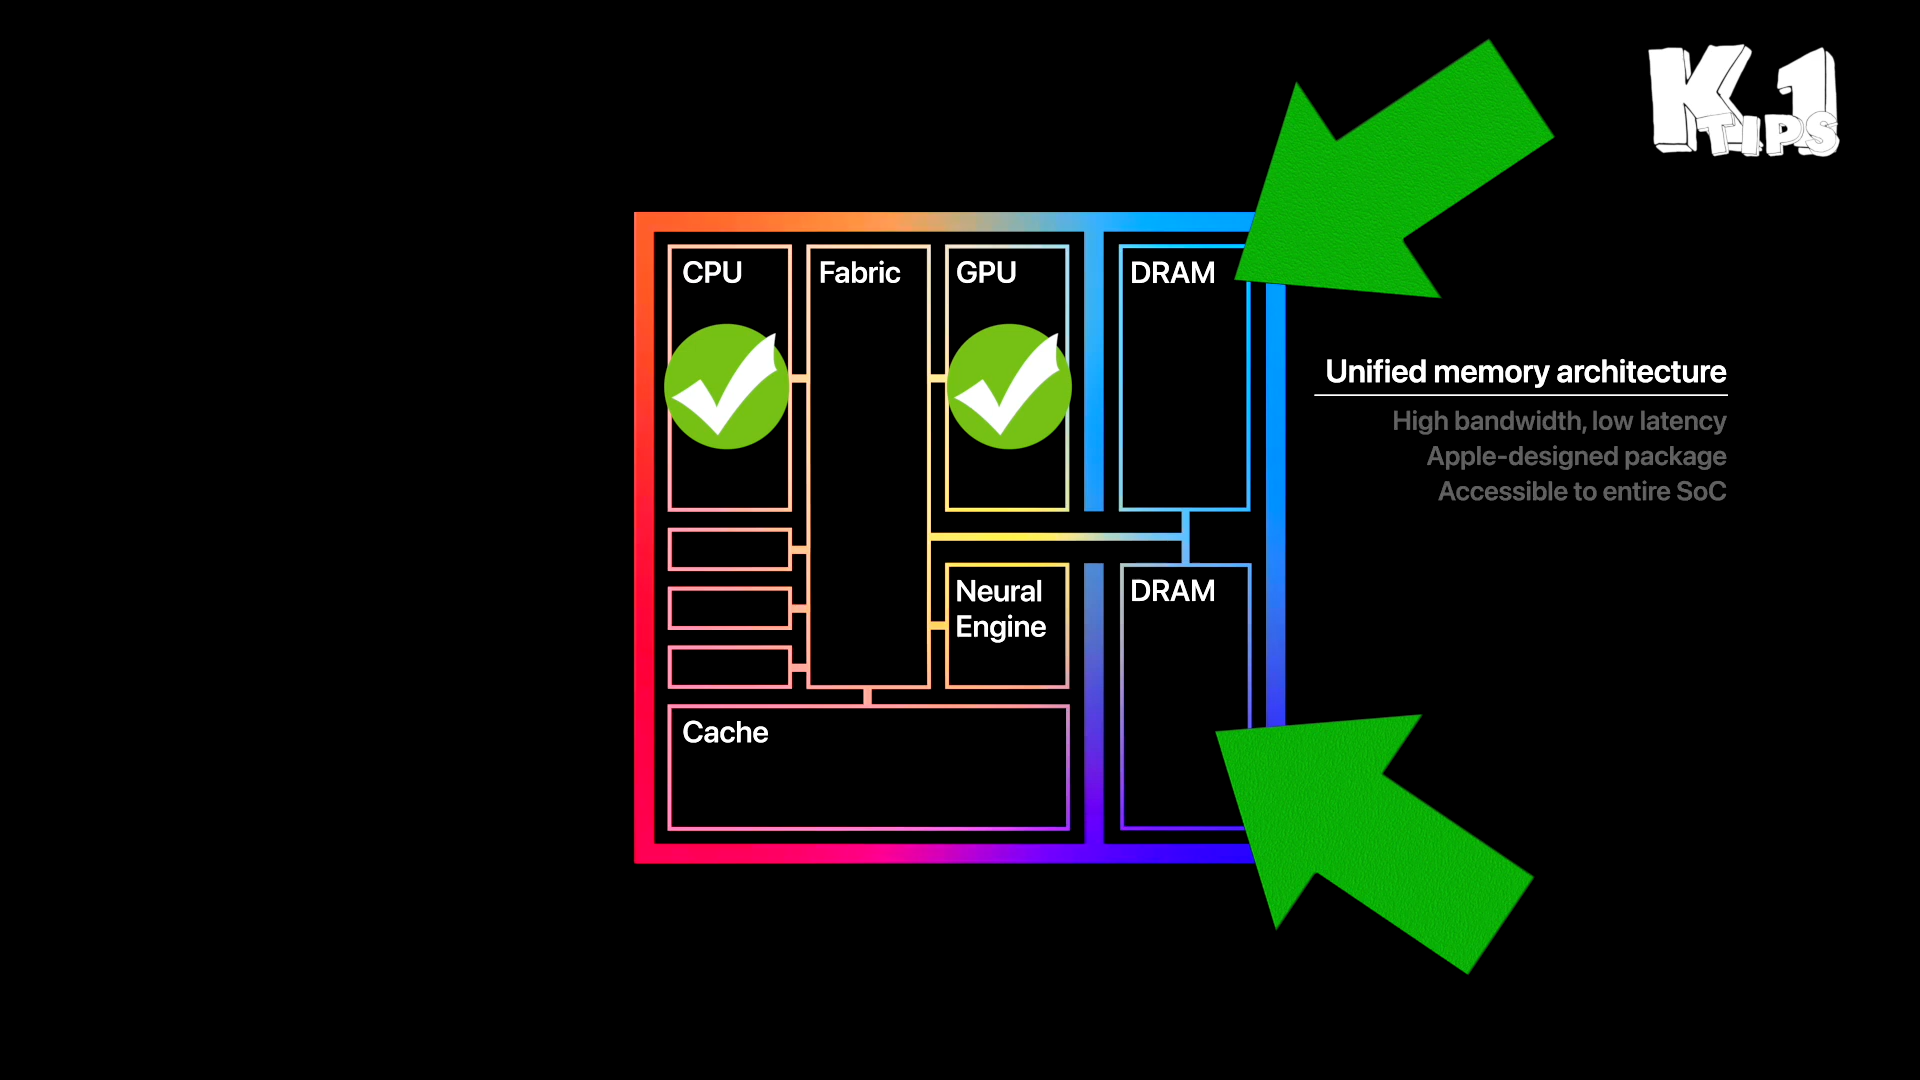 K1
TIPS
CPU
Fabric
GPU
DRAM
Unified memory architecture
High bandwidth, low latency
Apple-designed package
Accessible to entire SoC
Neural
Engine
DRAM
Cache